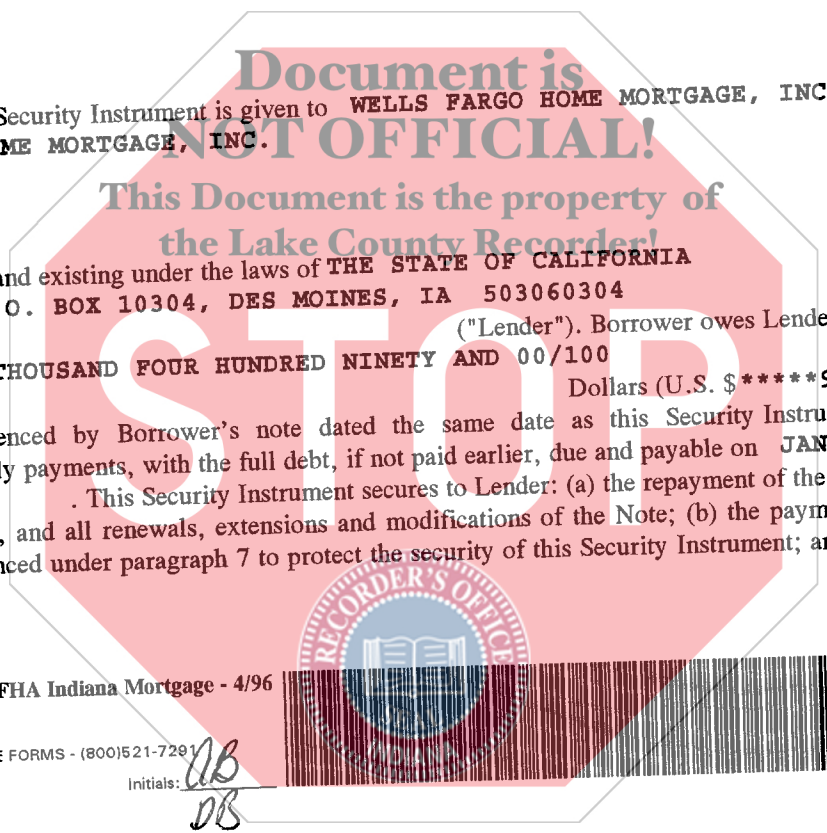 Document is
Security Instrument is given to WELLS FARGO HOME MORTGAGE, INC
ME MORTGAGE, INC.
NOT OFFICIAL!
This Document is the property of
the Lake County Recorder!
and existing under the laws of THE STATE OF CALIFORNIA
O. BOX 10304, DES MOINES, IA 503060304
("Lender"). Borrower owes Lende
THOUSAND FOUR HUNDRED NINETY AND 00/100
Dollars (U.S. $*****9
STOP
enced by Borrower's note dated the same date as this Security Instru
ly payments, with the full debt, if not paid earlier, due and payable on JAN
. This Security Instrument secures to Lender: (a) the repayment of the
, and all renewals, extensions and modifications of the Note; (b) the paym
nced under paragraph 7 to protect the security of this Security Instrument; a
RECORDER'S OFFICE
SEAL
INDIANA
FHA Indiana Mortgage - 4/96
E FORMS - (800)521-7291
Initials: AB
DB